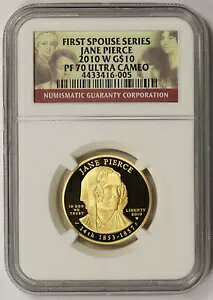 FIRST SPOUSE SERIES
JANE PIERCE
2010 W G$10
PF 70 ULTRA CAMEO
4433416-005
NUMISMATIC GUARANTY CORPORATION
JANE PIERCE
IN GOD
WE
TRUST
LIBERTY
2010
W
14th 1853-1857